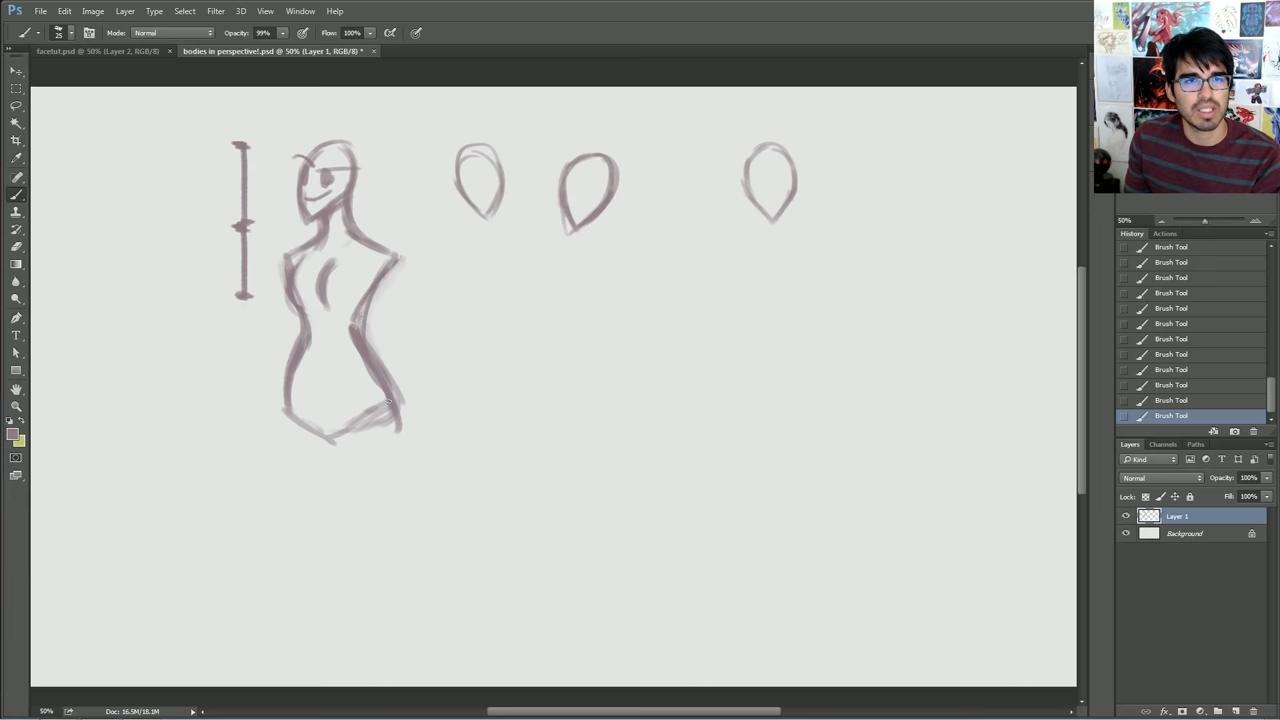 Ps File Edit Image Layer Type Select Filter 3D View Window Help
25 Mode: Normal Opacity: 99% Flow: 100%
facetut.psd @ 50% (Layer 2, RGB/8) × bodies in perspective!.psd @ 50% (Layer 1, RGB/8) * ×
50%
History Actions
Brush Tool
Brush Tool
Brush Tool
Brush Tool
Brush Tool
Brush Tool
Brush Tool
Brush Tool
Brush Tool
Brush Tool
Brush Tool
Brush Tool
Layers Channels Paths
Kind
Normal Opacity: 100%
Lock: Fill: 100%
Layer 1
Background
50% Doc: 16.5M/18.1M